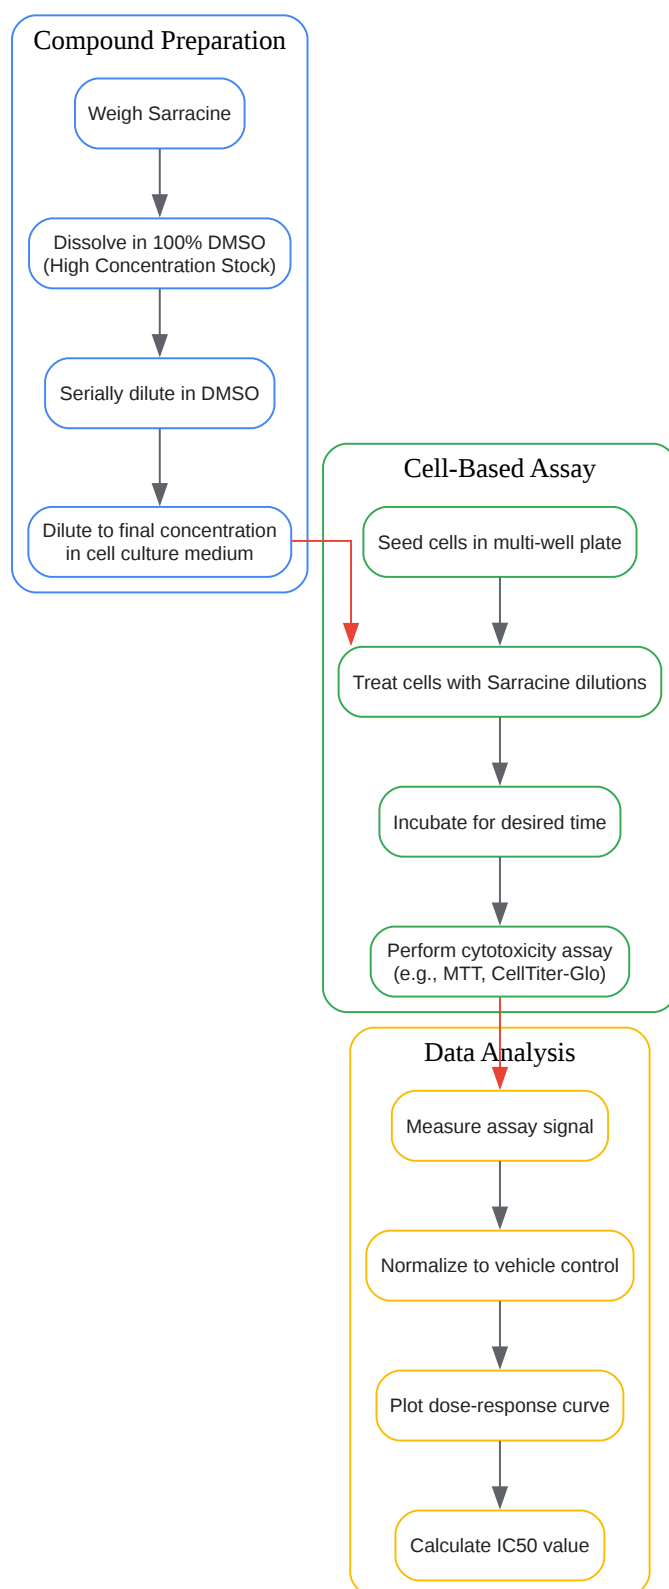 Compound Preparation
Weigh Sarracine
Dissolve in 100% DMSO
(High Concentration Stock)
Serially dilute in DMSO
Dilute to final concentration
in cell culture medium
Cell-Based Assay
Seed cells in multi-well plate
Treat cells with Sarracine dilutions
Incubate for desired time
Perform cytotoxicity assay
(e.g., MTT, CellTiter-Glo)
Data Analysis
Measure assay signal
Normalize to vehicle control
Plot dose-response curve
Calculate IC50 value